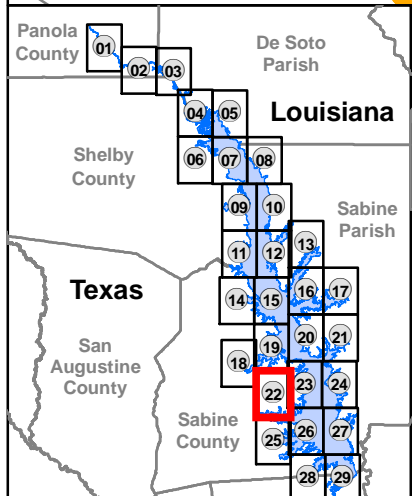 Panola
County
01
02
03
De Soto
Parish
04
05
Louisiana
06
07
08
Shelby
County
09
10
Sabine
Parish
11
12
13
Texas
14
15
16
17
San
Augustine
County
18
19
20
21
22
23
24
Sabine
County
25
26
27
28
29